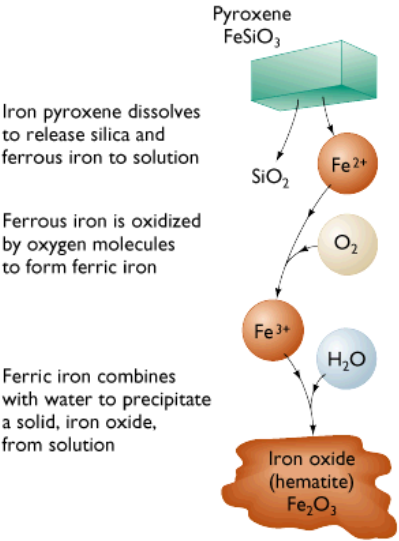 Pyroxene
FeSiO₃
Iron pyroxene dissolves
to release silica and
ferrous iron to solution
SiO₂
Fe²⁺
Ferrous iron is oxidized
by oxygen molecules
to form ferric iron
O₂
Fe³⁺
H₂O
Ferric iron combines
with water to precipitate
a solid, iron oxide,
from solution
Iron oxide
(hematite)
Fe₂O₃